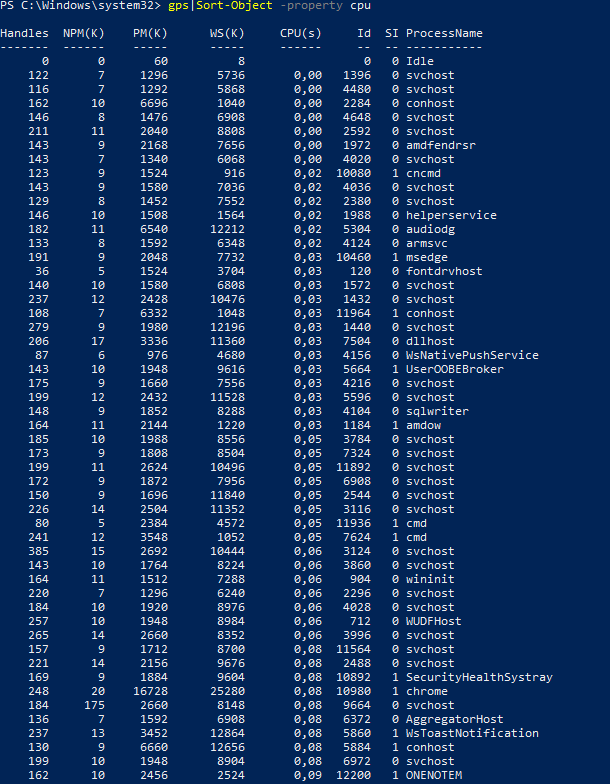 PS C:\Windows\system32> gps|Sort-Object -property cpu
Handles NPM(K) PM(K) WS(K) CPU(s) Id SI ProcessName
------- ------ ----- ----- ------ -- -- -----------
0 0 60 8 0 0 Idle
122 7 1296 5736 0,00 1396 0 svchost
116 7 1292 5868 0,00 4480 0 svchost
162 10 6696 1040 0,00 2284 0 conhost
146 8 1476 6908 0,00 4648 0 svchost
211 11 2040 8808 0,00 2592 0 svchost
143 9 2168 7656 0,00 1972 0 amdfendrsr
143 7 1340 6068 0,00 4020 0 svchost
123 9 1524 916 0,02 10080 1 cncmd
143 9 1580 7036 0,02 4036 0 svchost
129 8 1452 7552 0,02 2380 0 svchost
146 10 1508 1564 0,02 1988 0 helperservice
182 11 6540 12212 0,02 5304 0 audiodg
133 8 1592 6348 0,02 4124 0 armsvc
191 9 2048 7732 0,03 10460 1 msedge
36 5 1524 3704 0,03 120 0 fontdrvhost
140 10 1580 6808 0,03 1572 0 svchost
237 12 2428 10476 0,03 1432 0 svchost
108 7 6332 1048 0,03 11964 1 conhost
279 9 1980 12196 0,03 1440 0 svchost
206 17 3336 11360 0,03 7504 0 dllhost
87 6 976 4680 0,03 4156 0 WsNativePushService
143 10 1948 9616 0,03 5664 1 UserOOBEBroker
175 9 1660 7556 0,03 4216 0 svchost
199 12 2432 11528 0,03 5596 0 svchost
148 9 1852 8288 0,03 4104 0 sqlwriter
164 11 2144 1220 0,03 1184 1 amdow
185 10 1988 8556 0,05 3784 0 svchost
173 9 1808 8504 0,05 7324 0 svchost
199 11 2624 10496 0,05 11892 0 svchost
172 9 1872 7956 0,05 6908 0 svchost
150 9 1696 11840 0,05 2544 0 svchost
226 14 2504 11352 0,05 3116 0 svchost
80 5 2384 4572 0,05 11936 1 cmd
241 12 3548 1052 0,05 7624 1 cmd
385 15 2692 10444 0,06 3124 0 svchost
143 10 1764 8224 0,06 3860 0 svchost
164 11 1512 7288 0,06 904 0 wininit
220 7 1296 6240 0,06 2296 0 svchost
184 10 1920 8976 0,06 4028 0 svchost
257 10 1948 8984 0,06 712 0 WUDFHost
265 14 2660 8352 0,06 3996 0 svchost
157 9 1712 8700 0,08 11564 0 svchost
221 14 2156 9676 0,08 2488 0 svchost
169 9 1884 9604 0,08 10892 1 SecurityHealthSystray
248 20 16728 25280 0,08 10980 1 chrome
184 175 2660 8148 0,08 9664 0 svchost
136 7 1592 6908 0,08 6372 0 AggregatorHost
237 13 3452 12864 0,08 5860 1 WsToastNotification
130 9 6660 12656 0,08 5884 1 conhost
199 10 1948 8904 0,08 6972 0 svchost
162 10 2456 2524 0,09 12200 1 ONENOTEM